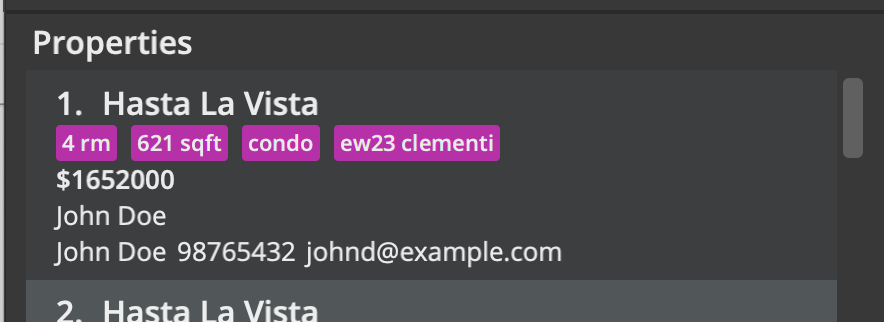 Properties
1. Hasta La Vista
4 rm 621 sqft condo ew23 clementi
$1652000
John Doe
John Doe 98765432 johnd@example.com
2. Hasta La Vista